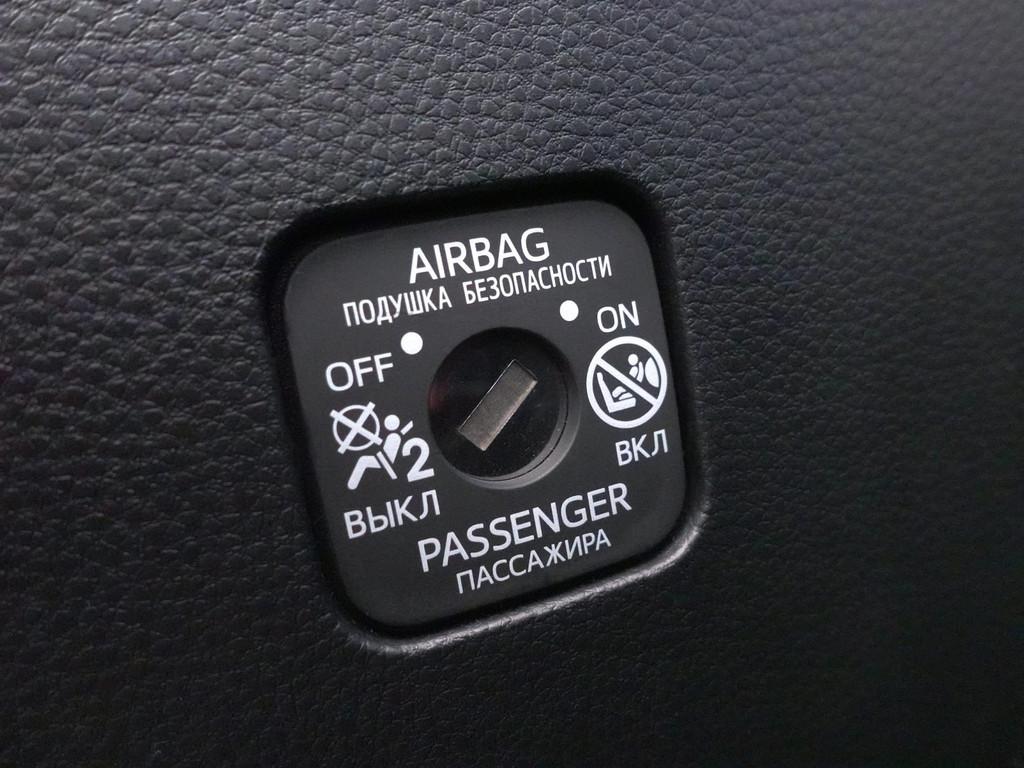 AIRBAG
ПОДУШКА БЕЗОПАСНОСТИ
OFF
ON
2
ВЫКЛ
ВКЛ
PASSENGER
ПАССАЖИРА